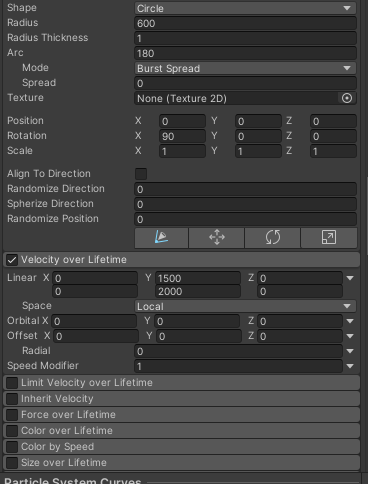 Shape Circle
Radius 600
Radius Thickness 1
Arc 180
Mode Burst Spread
Spread 0
Texture None (Texture 2D)
Position X 0 Y 0 Z 0
Rotation X 90 Y 0 Z 0
Scale X 1 Y 1 Z 1
Align To Direction
Randomize Direction 0
Spherize Direction 0
Randomize Position 0
Velocity over Lifetime
Linear X 0 Y 1500 Z 0
0 2000 0
Space Local
Orbital X 0 Y 0 Z 0
Offset X 0 Y 0 Z 0
Radial 0
Speed Modifier 1
Limit Velocity over Lifetime
Inherit Velocity
Force over Lifetime
Color over Lifetime
Color by Speed
Size over Lifetime
Particle System Curves